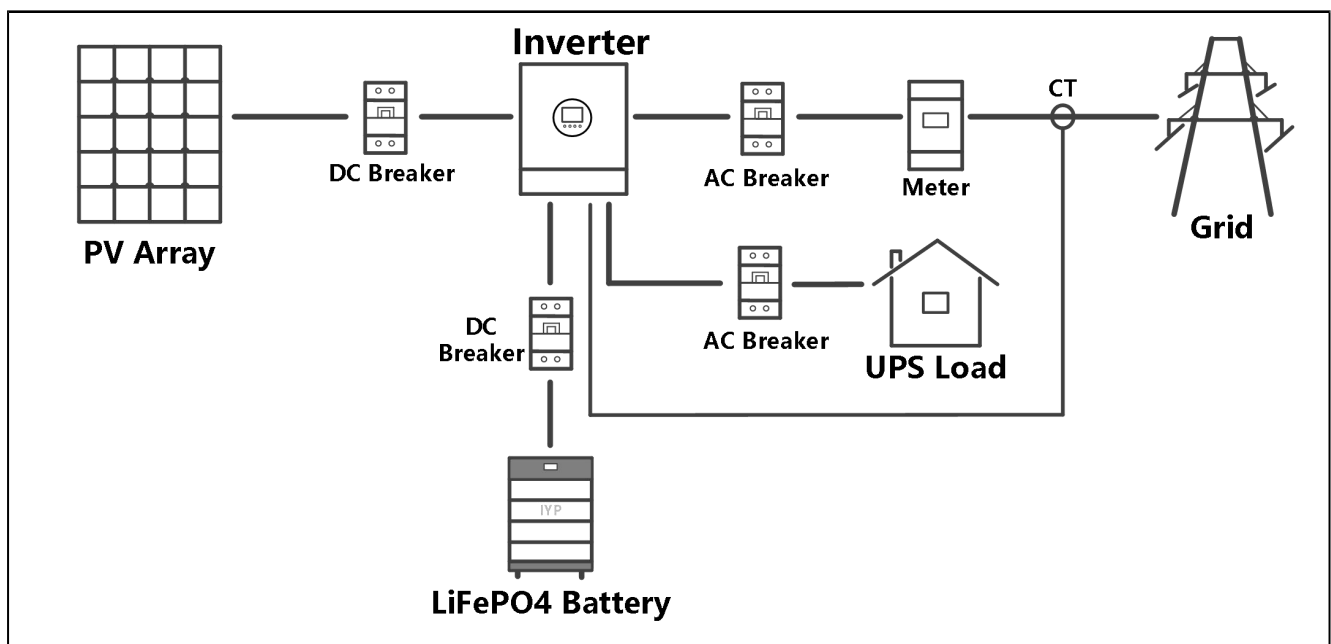 Inverter
CT
DC Breaker
AC Breaker
Meter
PV Array
Grid
DC
Breaker
AC Breaker
UPS Load
IYP
LiFePO4 Battery